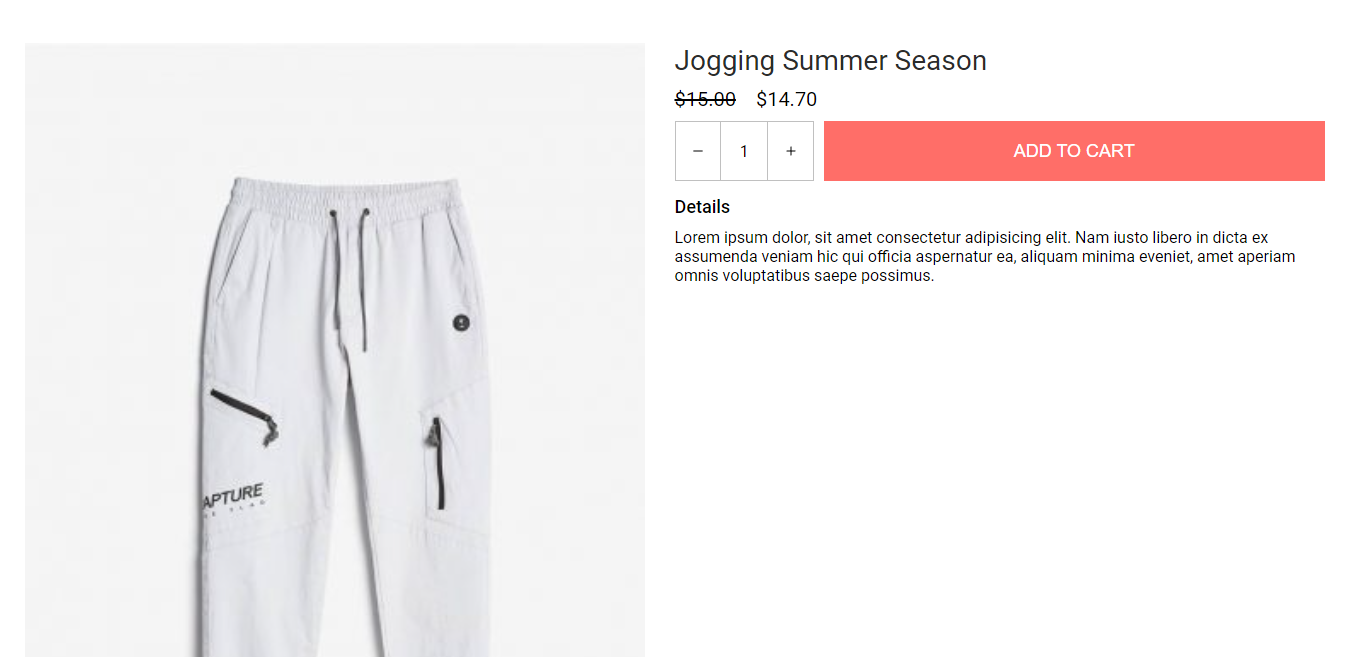 Jogging Summer Season
$15.00 $14.70
− 1 + ADD TO CART
Details
Lorem ipsum dolor, sit amet consectetur adipisicing elit. Nam iusto libero in dicta ex
assumenda veniam hic qui officia aspernatur ea, aliquam minima eveniet, amet aperiam
omnis voluptatibus saepe possimus.
APTURE